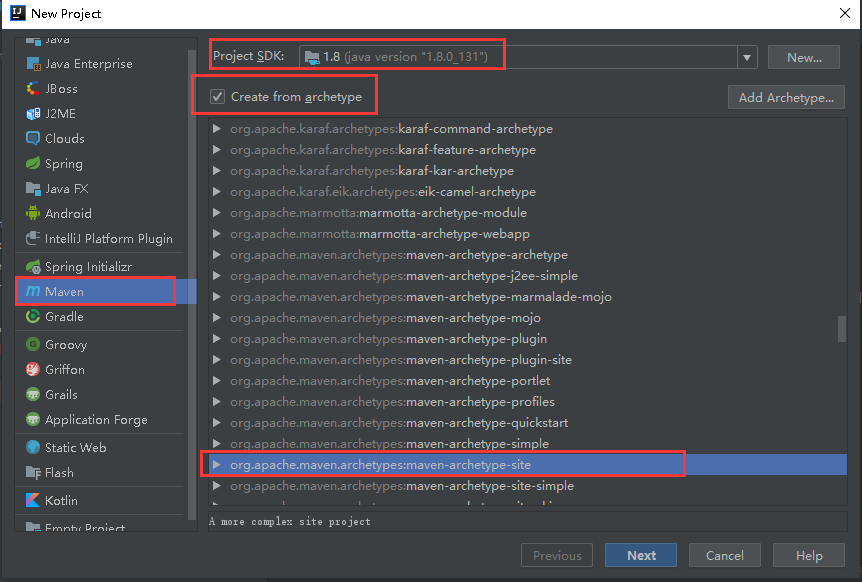 New Project
Java
Java Enterprise
JBoss
J2ME
Clouds
Spring
Java FX
Android
IntelliJ Platform Plugin
Spring Initializr
Maven
Gradle
Groovy
Griffon
Grails
Application Forge
Static Web
Flash
Kotlin
Empty Project
Project SDK: 1.8 (java version "1.8.0_131") New...
Create from archetype Add Archetype...
org.apache.karaf.archetypes:karaf-command-archetype
org.apache.karaf.archetypes:karaf-feature-archetype
org.apache.karaf.archetypes:karaf-kar-archetype
org.apache.karaf.eik.archetypes:eik-camel-archetype
org.apache.marmotta:marmotta-archetype-module
org.apache.marmotta:marmotta-archetype-webapp
org.apache.maven.archetypes:maven-archetype-archetype
org.apache.maven.archetypes:maven-archetype-j2ee-simple
org.apache.maven.archetypes:maven-archetype-marmalade-mojo
org.apache.maven.archetypes:maven-archetype-mojo
org.apache.maven.archetypes:maven-archetype-plugin
org.apache.maven.archetypes:maven-archetype-plugin-site
org.apache.maven.archetypes:maven-archetype-portlet
org.apache.maven.archetypes:maven-archetype-profiles
org.apache.maven.archetypes:maven-archetype-quickstart
org.apache.maven.archetypes:maven-archetype-simple
org.apache.maven.archetypes:maven-archetype-site
org.apache.maven.archetypes:maven-archetype-site-simple
A more complex site project
Previous Next Cancel Help